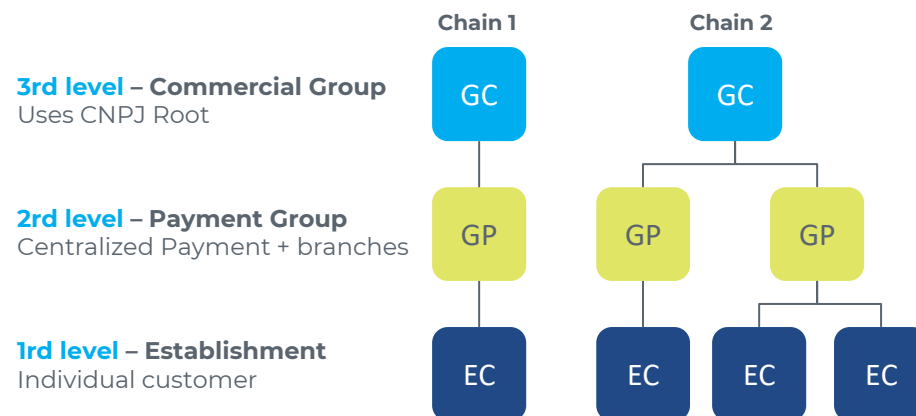 Chain 1
Chain 2
3rd level – Commercial Group
Uses CNPJ Root
GC
GC
2nd level – Payment Group
Centralized Payment + branches
GP
GP
GP
1rd level – Establishment
Individual customer
EC
EC
EC
EC